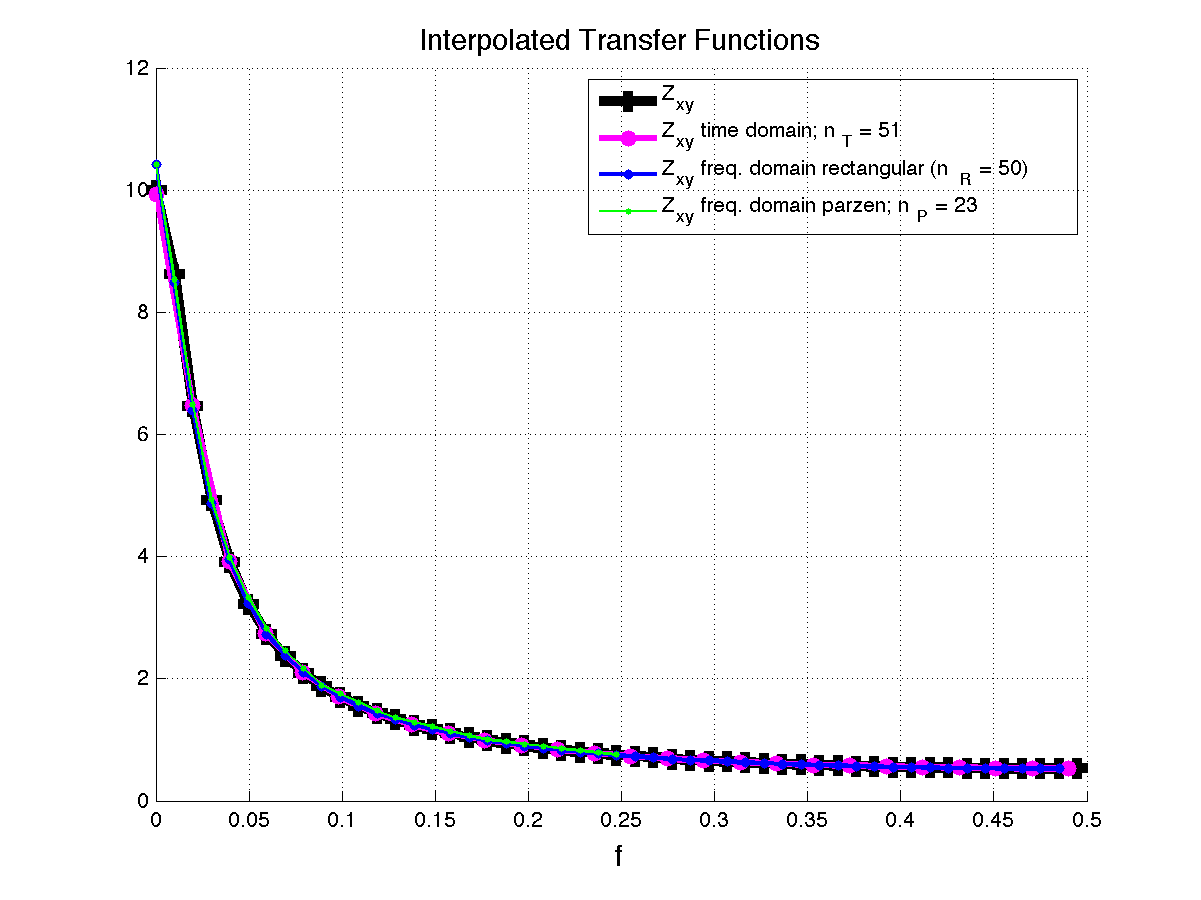 Interpolated Transfer Functions
12
10
8
6
4
2
0
Z xy
Z xy time domain; n T = 51
Z xy freq. domain rectangular (n R = 50)
Z xy freq. domain parzen; n P = 23
0 0.05 0.1 0.15 0.2 0.25 0.3 0.35 0.4 0.45 0.5
f